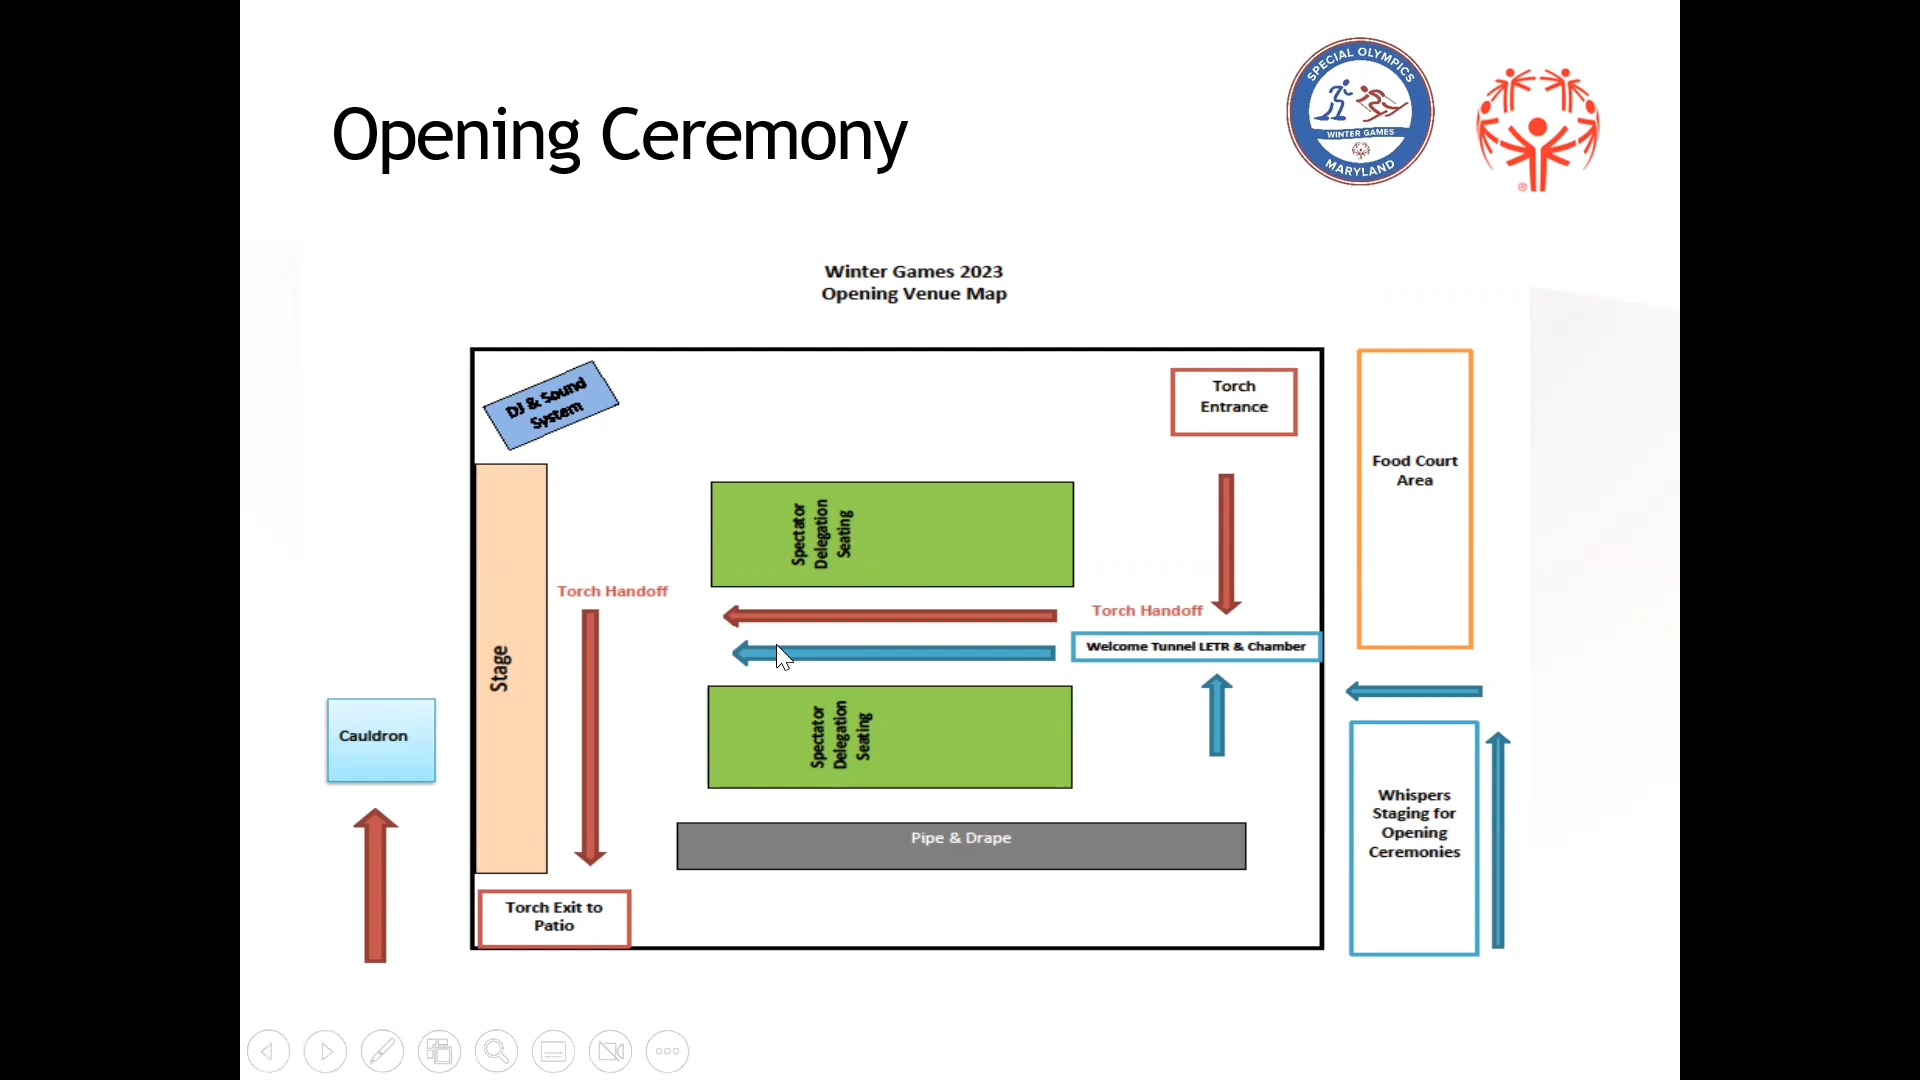 SPECIAL OLYMPICS
WINTER GAMES
MARYLAND
®
Opening Ceremony
Winter Games 2023
Opening Venue Map
DJ & Sound
System
Torch
Entrance
Food Court
Area
Spectator
Delegation
Seating
Torch Handoff
Torch Handoff
Welcome Tunnel LETR & Chamber
Stage
Cauldron
Spectator
Delegation
Seating
Whispers
Staging for
Opening
Ceremonies
Pipe & Drape
Torch Exit to
Patio